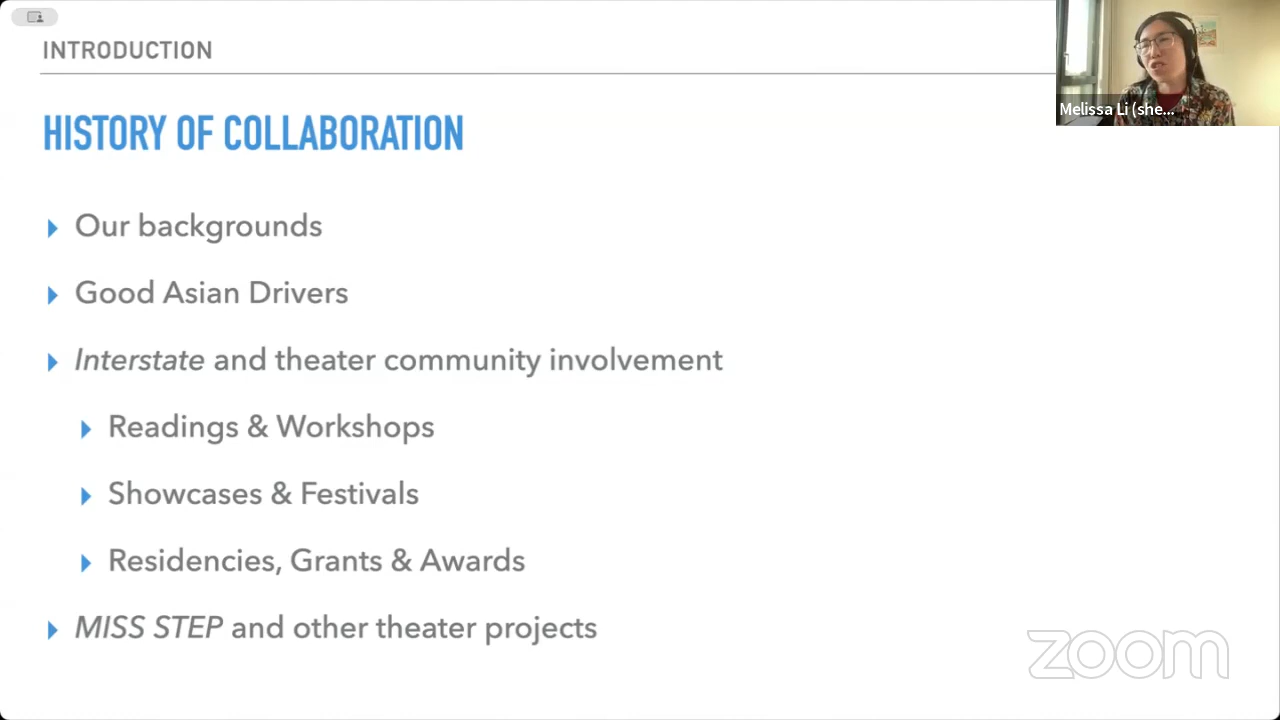 INTRODUCTION
Melissa Li (she...
HISTORY OF COLLABORATION
Our backgrounds
Good Asian Drivers
Interstate and theater community involvement
Readings & Workshops
Showcases & Festivals
Residencies, Grants & Awards
MISS STEP and other theater projects
zoom